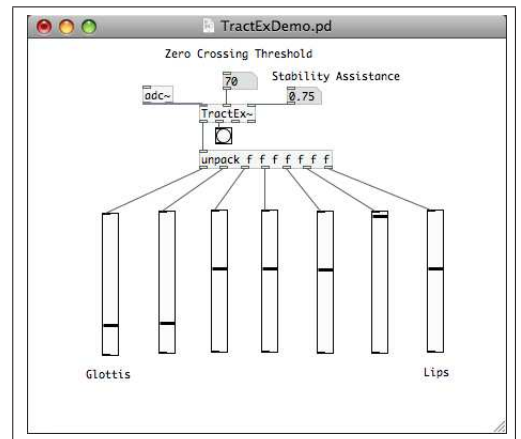 TractExDemo.pd
Zero Crossing Threshold
70 Stability Assistance
adc~ 0.75
TractEx~
unpack f f f f f f f
Glottis Lips